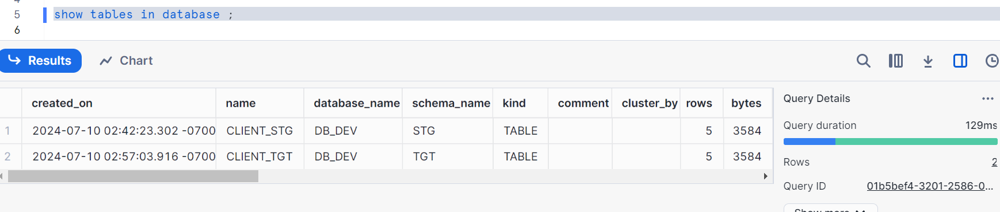 4
5 show tables in database ;
6
Results Chart
created_on name database_name schema_name kind comment cluster_by rows bytes
1 2024-07-10 02:42:23.302 -0700 CLIENT_STG DB_DEV STG TABLE 5 3584
2 2024-07-10 02:57:03.916 -0700 CLIENT_TGT DB_DEV TGT TABLE 5 3584
Query Details ...
Query duration 129ms
Rows 2
Query ID 01b5bef4-3201-2586-0...
Show more